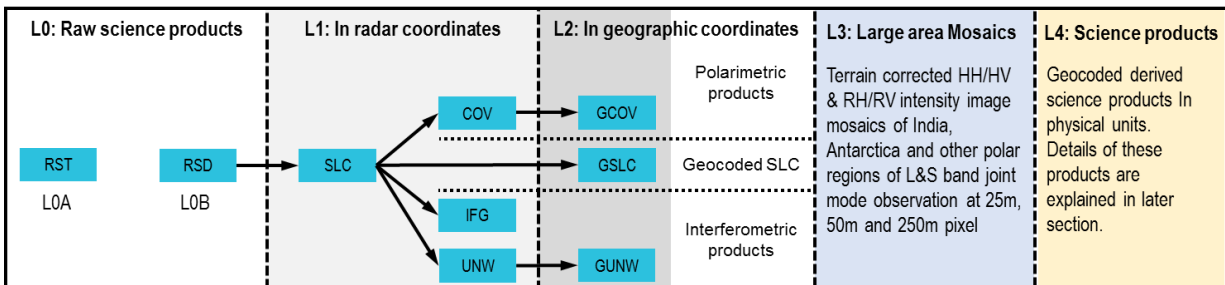 L0: Raw science products
L1: In radar coordinates
L2: In geographic coordinates
L3: Large area Mosaics
L4: Science products
RST
L0A
RSD
L0B
SLC
COV
IFG
UNW
GCOV
GSLC
GUNW
Polarimetric
products
Geocoded SLC
Interferometric
products
Terrain corrected HH/HV
& RH/RV intensity image
mosaics of India,
Antarctica and other polar
regions of L&S band joint
mode observation at 25m,
50m and 250m pixel
Geocoded derived
science products In
physical units.
Details of these
products are
explained in later
section.